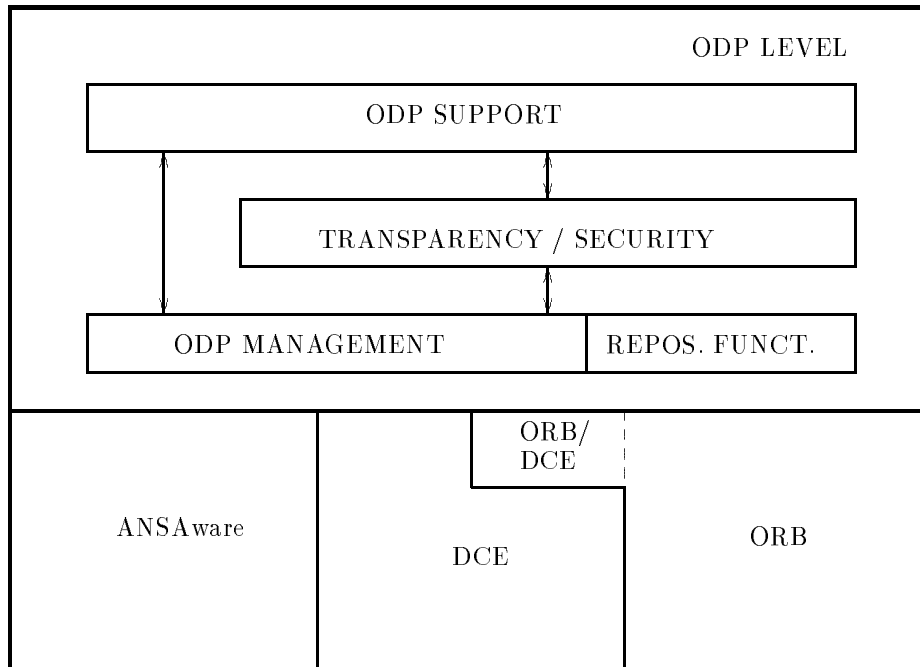 ODP LEVEL
ODP SUPPORT
TRANSPARENCY / SECURITY
ODP MANAGEMENT
REPOS. FUNCT.
ORB/
DCE
ANSAware
DCE
ORB